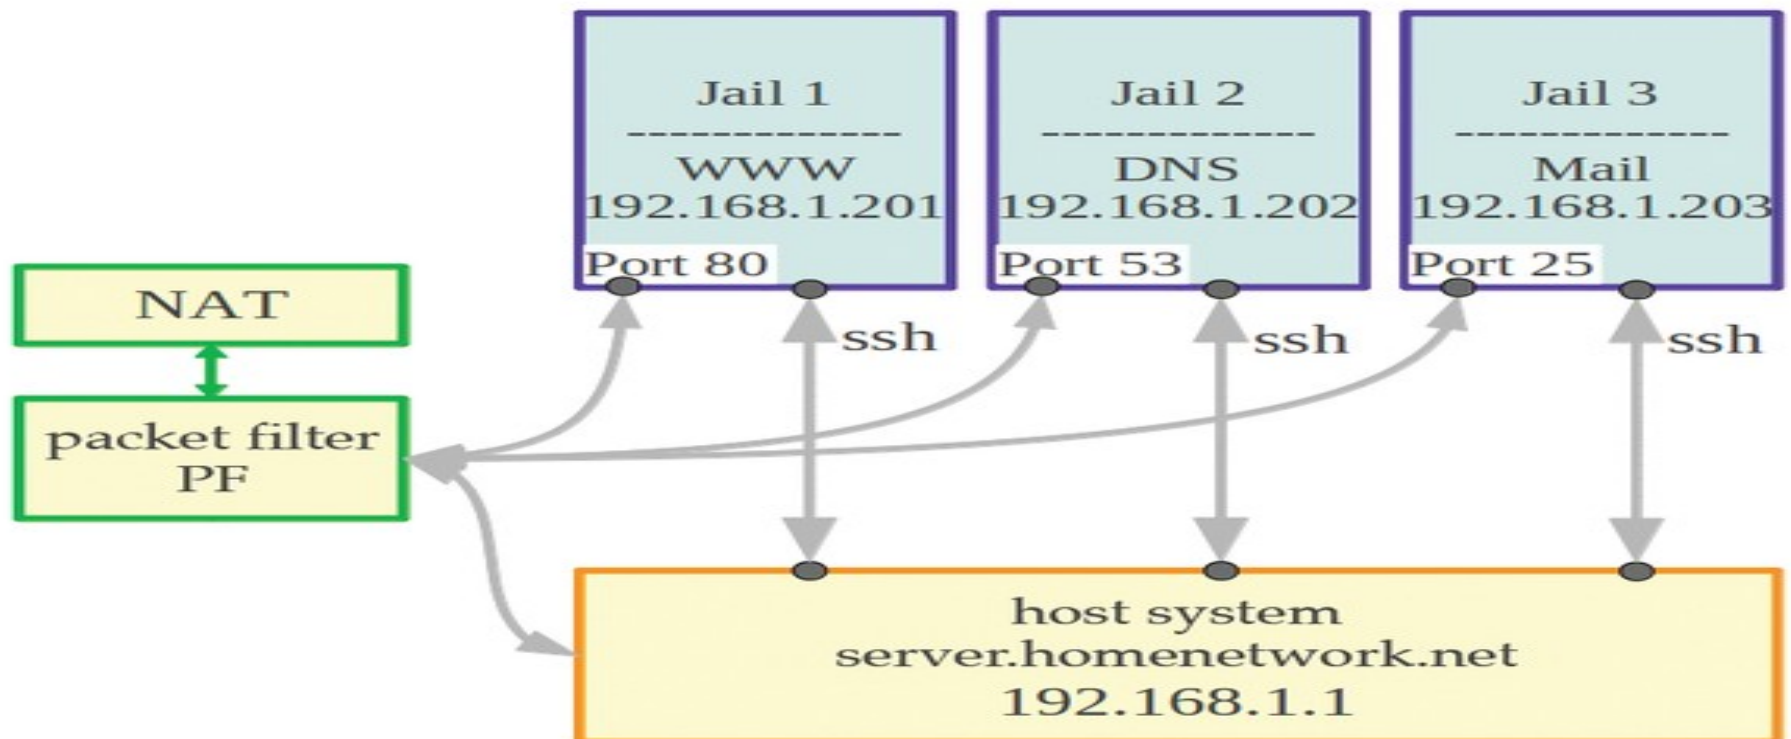 Jail 1
-------------
WWW
192.168.1.201
Port 80
Jail 2
-------------
DNS
192.168.1.202
Port 53
Jail 3
-------------
Mail
192.168.1.203
Port 25
NAT
packet filter
PF
ssh
ssh
ssh
host system
server.homenetwork.net
192.168.1.1